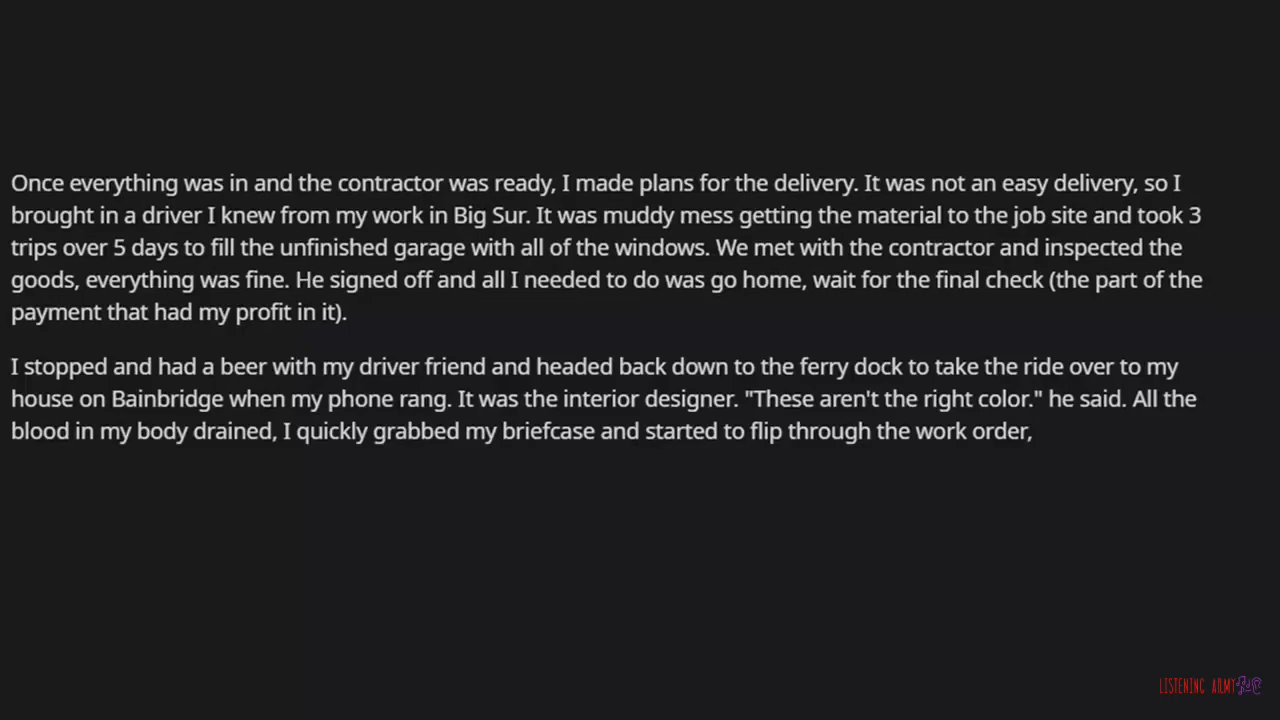 Once everything was in and the contractor was ready, I made plans for the delivery. It was not an easy delivery, so I
brought in a driver I knew from my work in Big Sur. It was muddy mess getting the material to the job site and took 3
trips over 5 days to fill the unfinished garage with all of the windows. We met with the contractor and inspected the
goods, everything was fine. He signed off and all I needed to do was go home, wait for the final check (the part of the
payment that had my profit in it).
I stopped and had a beer with my driver friend and headed back down to the ferry dock to take the ride over to my
house on Bainbridge when my phone rang. It was the interior designer. "These aren't the right color." he said. All the
blood in my body drained, I quickly grabbed my briefcase and started to flip through the work order,
LISTENING ARMY